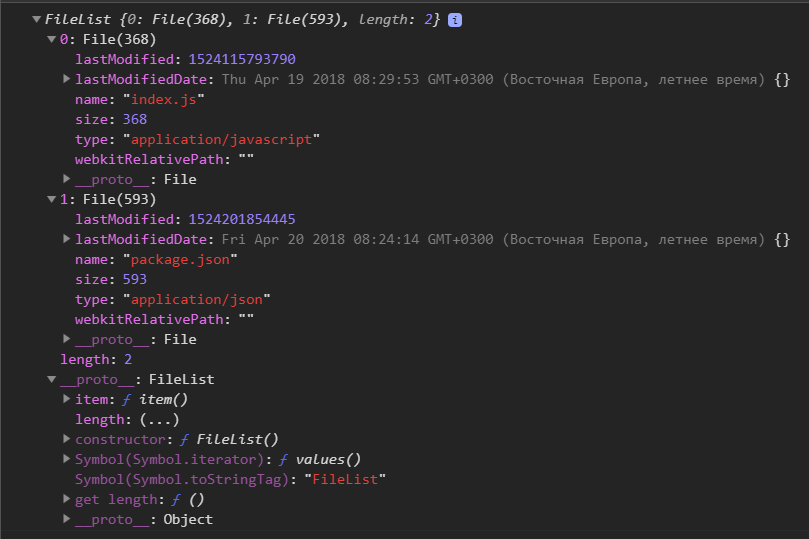 FileList {0: File(368), 1: File(593), length: 2} i
0: File(368)
lastModified: 1524115793790
lastModifiedDate: Thu Apr 19 2018 08:29:53 GMT+0300 (Восточная Европа, летнее время) {}
name: "index.js"
size: 368
type: "application/javascript"
webkitRelativePath: ""
__proto__: File
1: File(593)
lastModified: 1524201854445
lastModifiedDate: Fri Apr 20 2018 08:24:14 GMT+0300 (Восточная Европа, летнее время) {}
name: "package.json"
size: 593
type: "application/json"
webkitRelativePath: ""
__proto__: File
length: 2
__proto__: FileList
item: ƒ item()
length: (...)
constructor: ƒ FileList()
Symbol(Symbol.iterator): ƒ values()
Symbol(Symbol.toStringTag): "FileList"
get length: ƒ ()
__proto__: Object